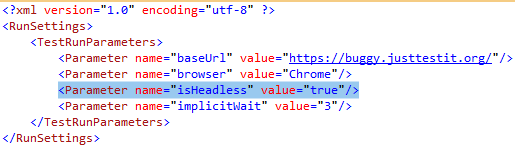 <?xml version="1.0" encoding="utf-8" ?>
<RunSettings>
<TestRunParameters>
<Parameter name="baseUrl" value="https://buggy.justtestit.org/"/>
<Parameter name="browser" value="Chrome"/>
<Parameter name="isHeadless" value="true"/>
<Parameter name="implicitWait" value="3"/>
</TestRunParameters>
</RunSettings>